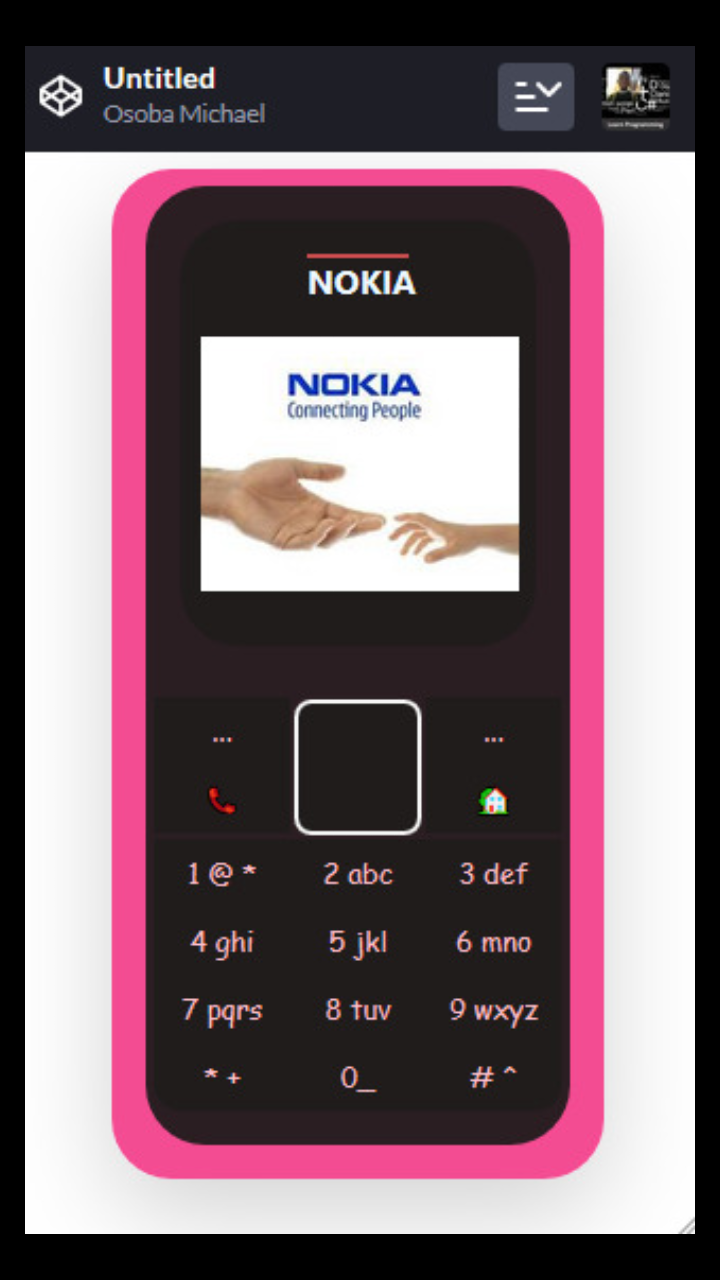 Untitled
Osoba Michael
NOKIA
NOKIA
Connecting People
... ...
1 @ * 2 abc 3 def
4 ghi 5 jkl 6 mno
7 pqrs 8 tuv 9 wxyz
* + 0_ # ^